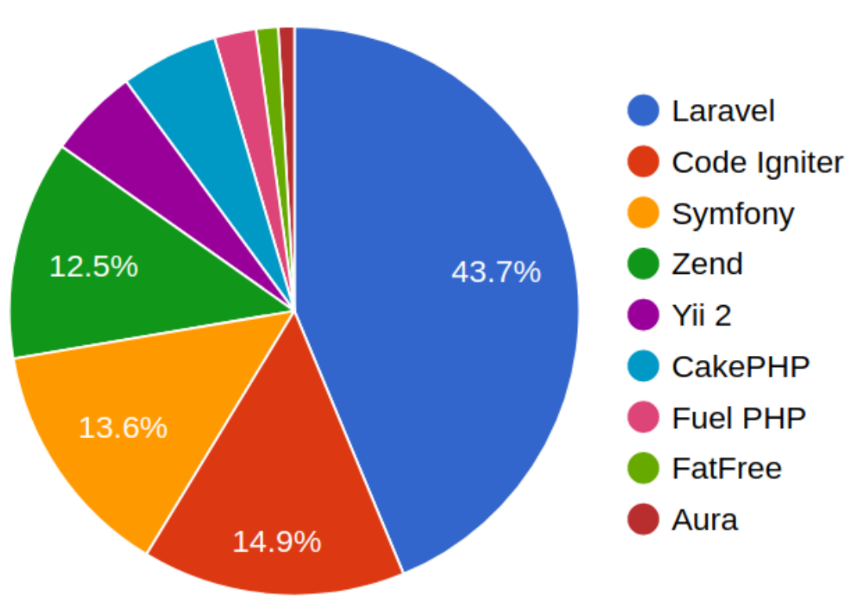 43.7%
14.9%
13.6%
12.5%
Laravel
Code Igniter
Symfony
Zend
Yii 2
CakePHP
Fuel PHP
FatFree
Aura